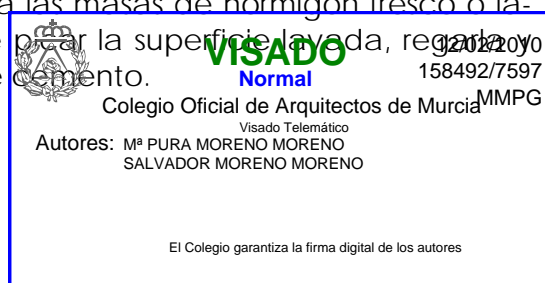 a las masas de hormigón fresco o la-
picar la superficie lavada, regarla y
cemento.
VISADO
Normal
12/02/2010
158492/7597
MMPG
Colegio Oficial de Arquitectos de Murcia
Visado Telemático
Autores: Mª PURA MORENO MORENO
SALVADOR MORENO MORENO
El Colegio garantiza la firma digital de los autores